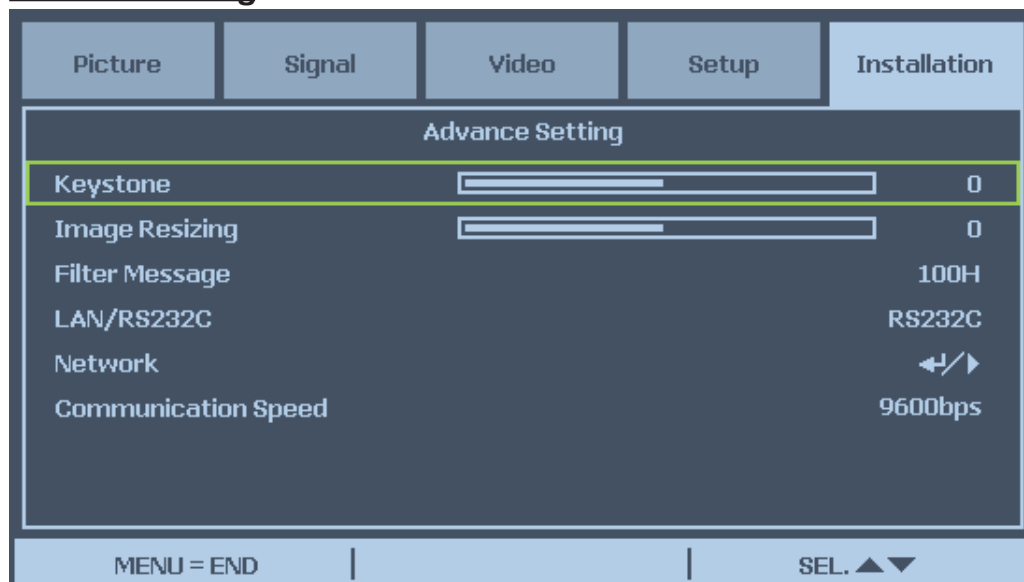 Picture Signal Video Setup Installation
Advance Setting
Keystone 0
Image Resizing 0
Filter Message 100H
LAN/RS232C RS232C
Network ↵/▶
Communication Speed 9600bps
MENU = END SEL. ▲▼